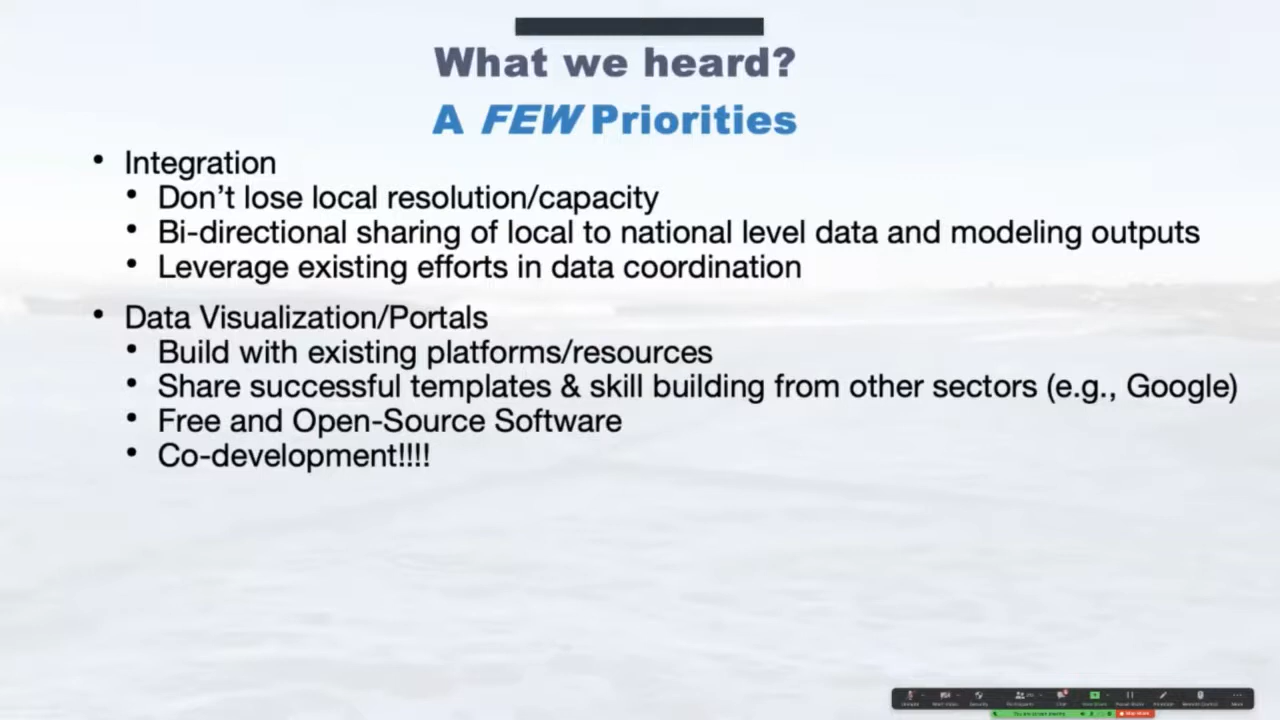 What we heard?
A FEW Priorities
• Integration
• Don't lose local resolution/capacity
• Bi-directional sharing of local to national level data and modeling outputs
• Leverage existing efforts in data coordination
• Data Visualization/Portals
• Build with existing platforms/resources
• Share successful templates & skill building from other sectors (e.g., Google)
• Free and Open-Source Software
• Co-development!!!!